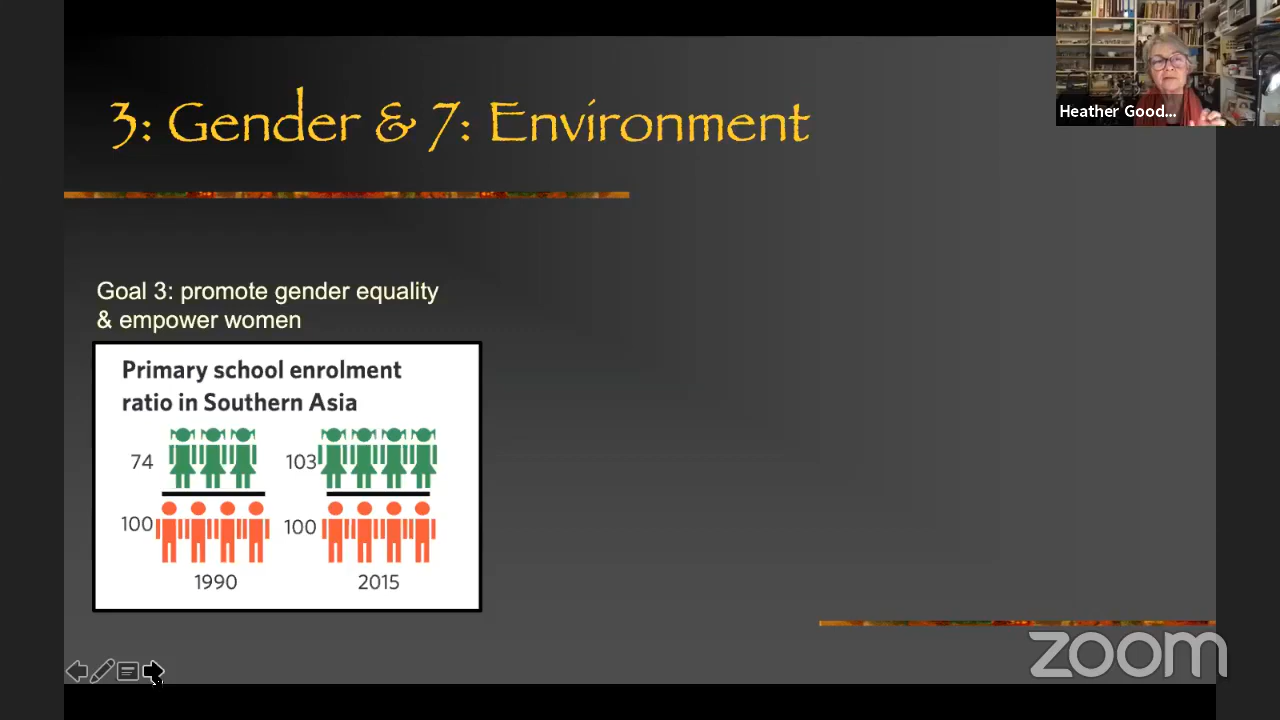 3: Gender & 7: Environment
Heather Good...
Goal 3: promote gender equality
& empower women
Primary school enrolment
ratio in Southern Asia
74
103
100
100
1990
2015
zoom